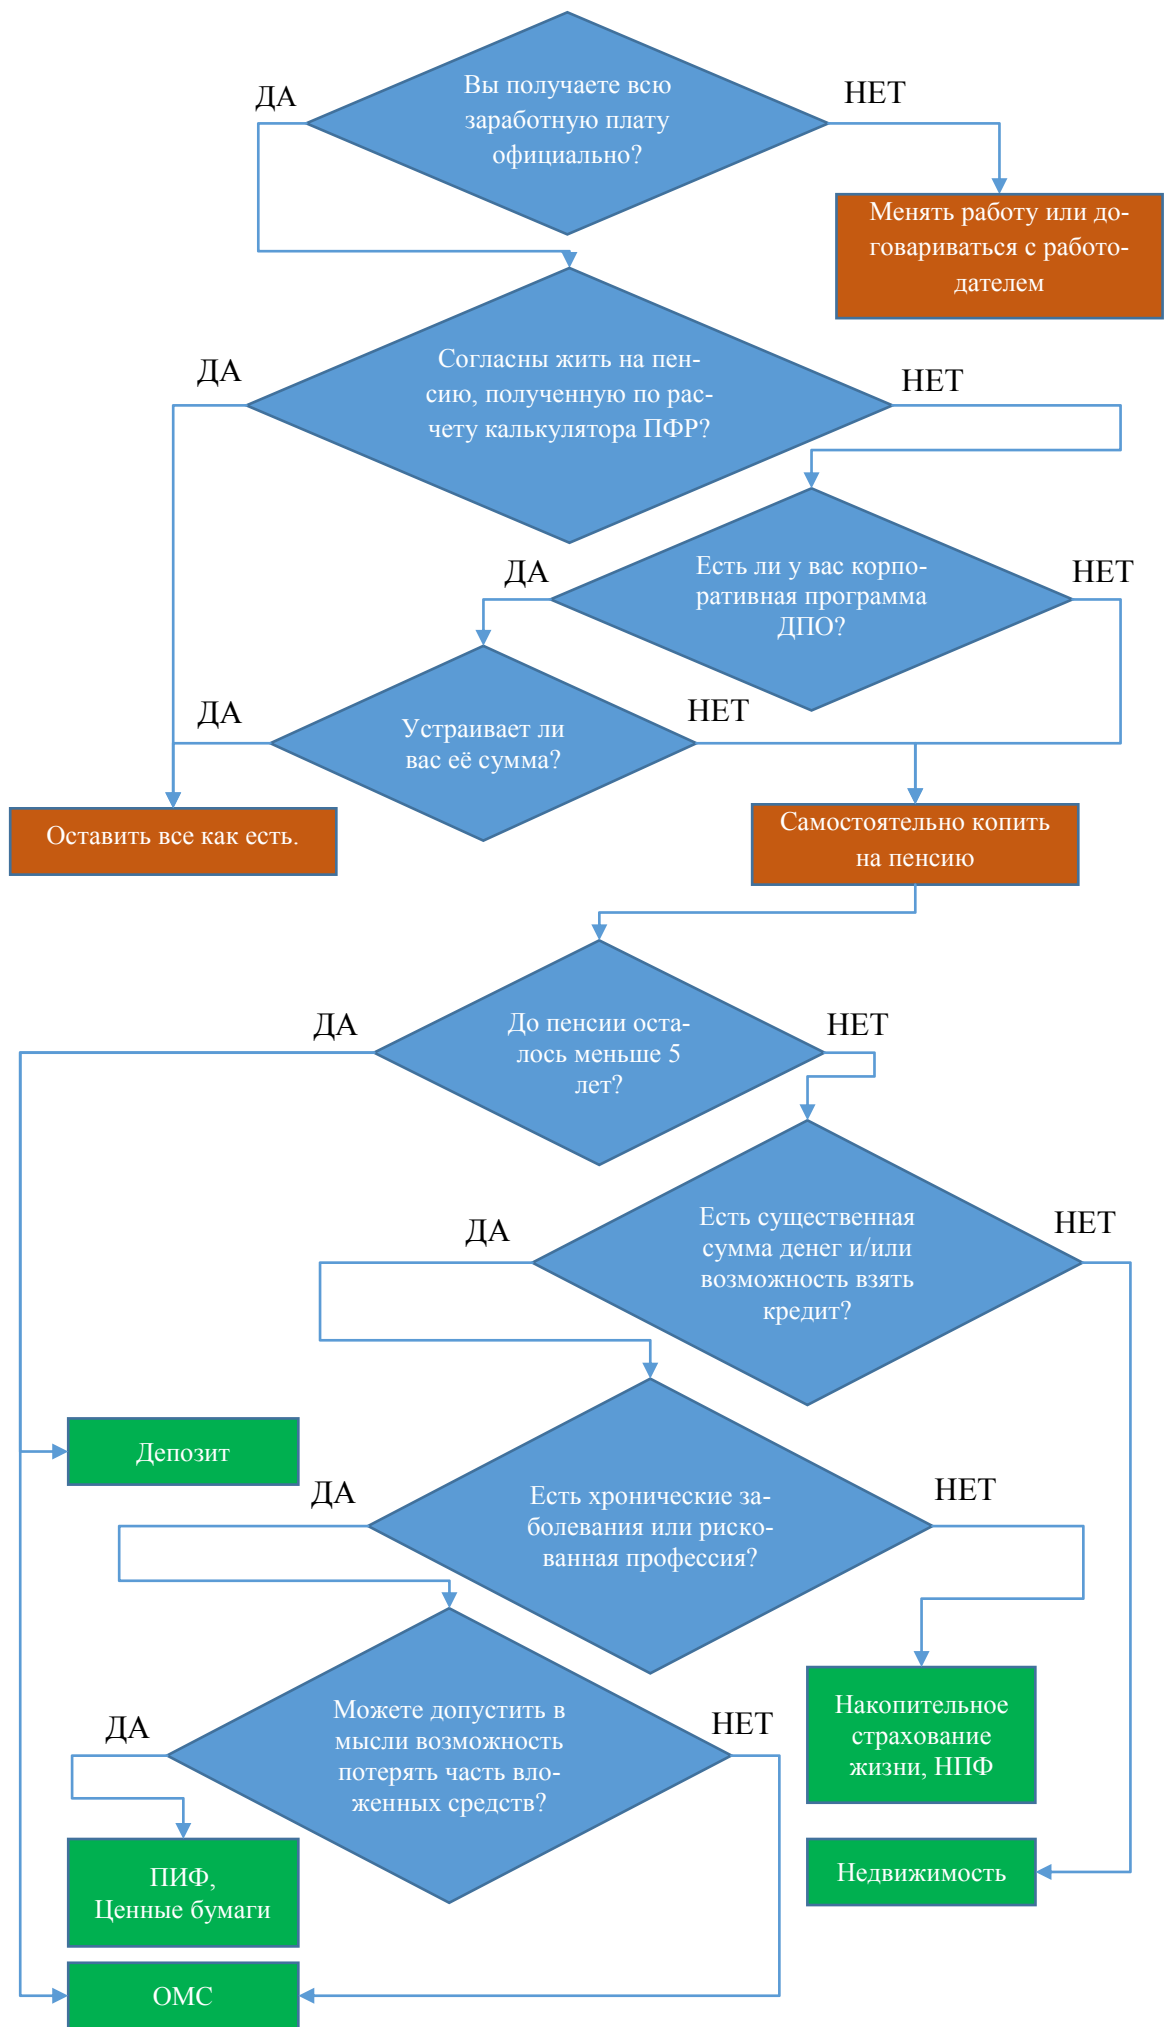 Вы получаете всю
заработную плату
официально?
ДА
НЕТ
Менять работу или до-
говариваться с работо-
дателем
Согласны жить на пен-
сию, полученную по рас-
чету калькулятора ПФР?
ДА
НЕТ
Есть ли у вас корпо-
ративная программа
ДПО?
ДА
НЕТ
Устраивает ли
вас её сумма?
ДА
НЕТ
Оставить все как есть.
Самостоятельно копить
на пенсию
До пенсии оста-
лось меньше 5
лет?
ДА
НЕТ
Есть существенная
сумма денег и/или
возможность взять
кредит?
ДА
НЕТ
Депозит
Есть хронические за-
болевания или риско-
ванная профессия?
ДА
НЕТ
Накопительное
страхование
жизни, НПФ
Можете допустить в
мысли возможность
потерять часть вло-
женных средств?
ДА
НЕТ
ПИФ,
Ценные бумаги
Недвижимость
ОМС